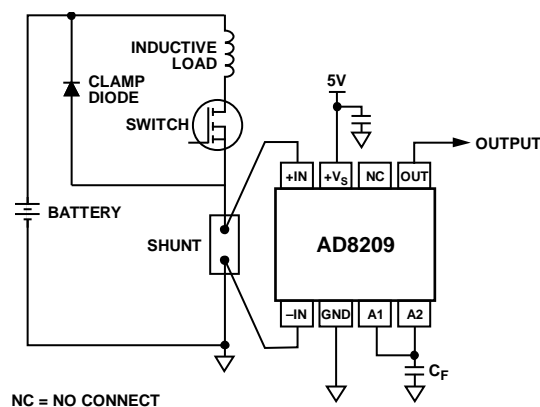 INDUCTIVE
LOAD
CLAMP
DIODE
SWITCH
5V
OUTPUT
+IN +VS NC OUT
BATTERY
SHUNT
AD8209
–IN GND A1 A2
CF
NC = NO CONNECT